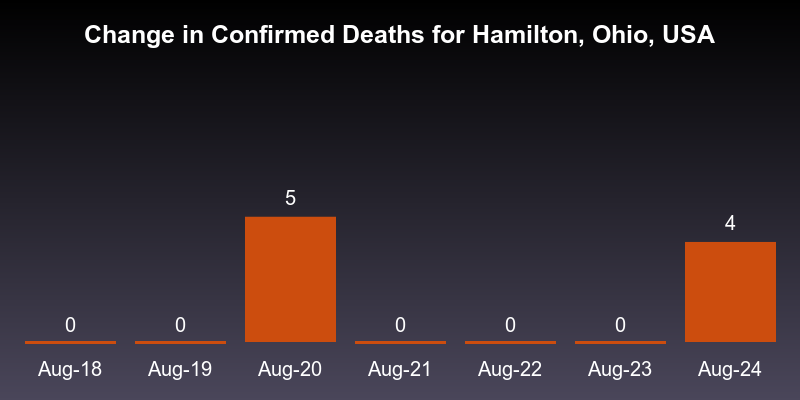 Change in Confirmed Deaths for Hamilton, Ohio, USA
5
4
0 0 0 0 0
Aug-18 Aug-19 Aug-20 Aug-21 Aug-22 Aug-23 Aug-24